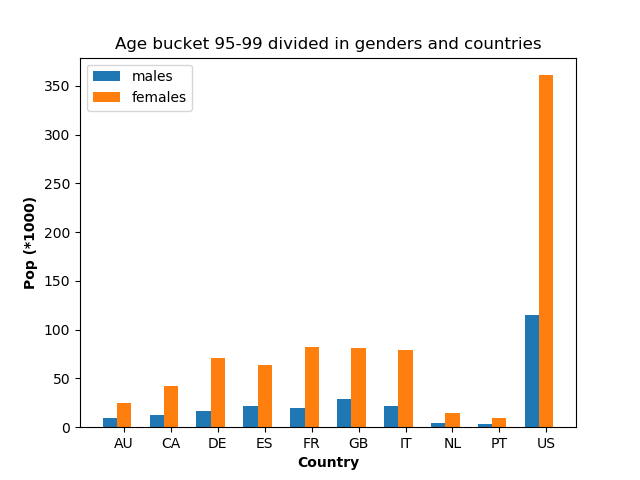 Age bucket 95-99 divided in genders and countries
males
females
350
300
250
200
150
100
50
0
Pop (*1000)
AU CA DE ES FR GB IT NL PT US
Country